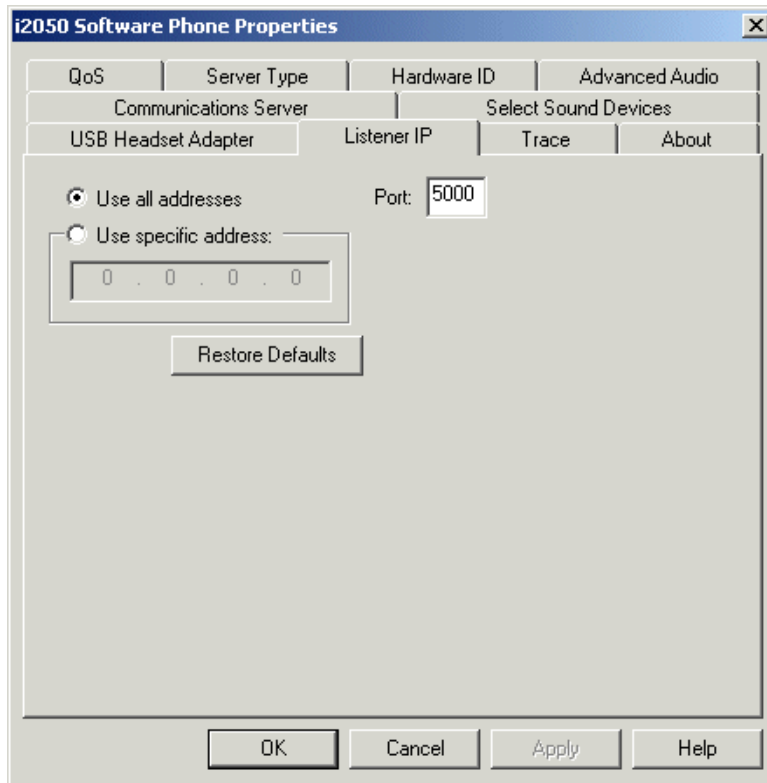 i2050 Software Phone Properties
QoS Server Type Hardware ID Advanced Audio
Communications Server Select Sound Devices
USB Headset Adapter Listener IP Trace About
Use all addresses Port: 5000
Use specific address:
0 . 0 . 0 . 0
Restore Defaults
OK Cancel Apply Help